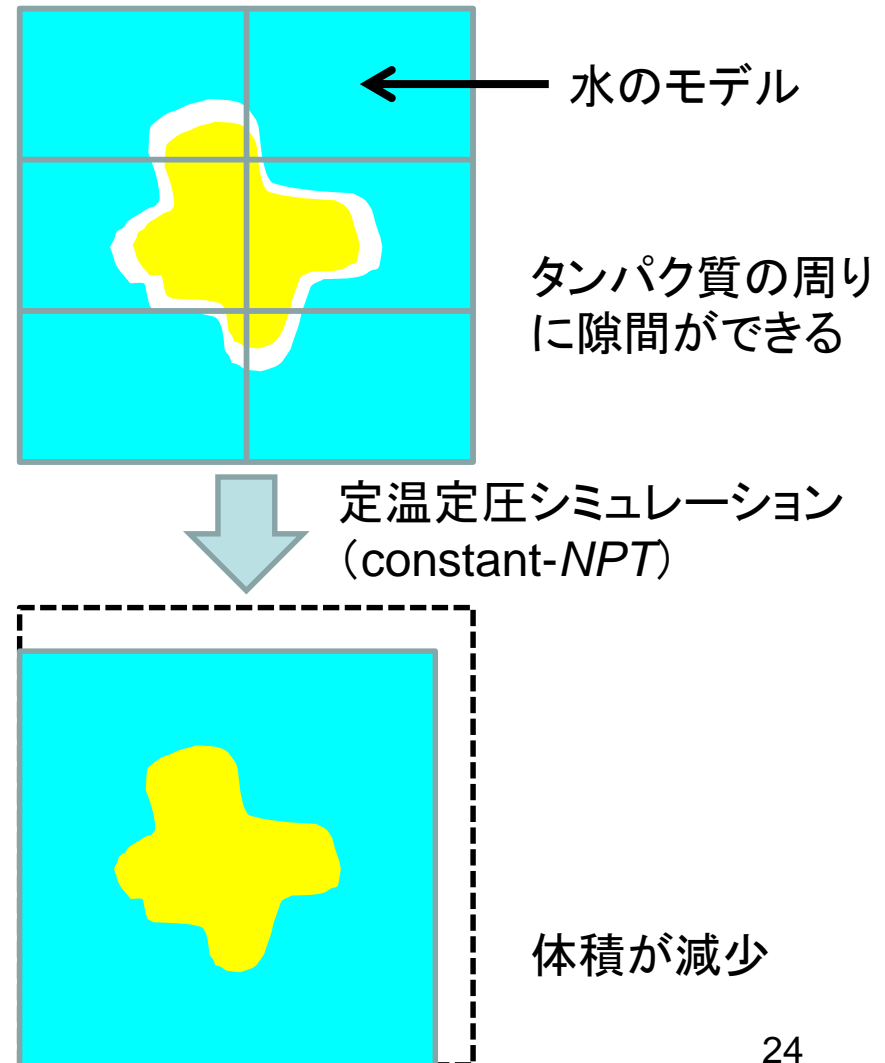 水のモデル
タンパク質の周り
に隙間ができる
定温定圧シミュレーション
（constant-NPT）
体積が減少
24